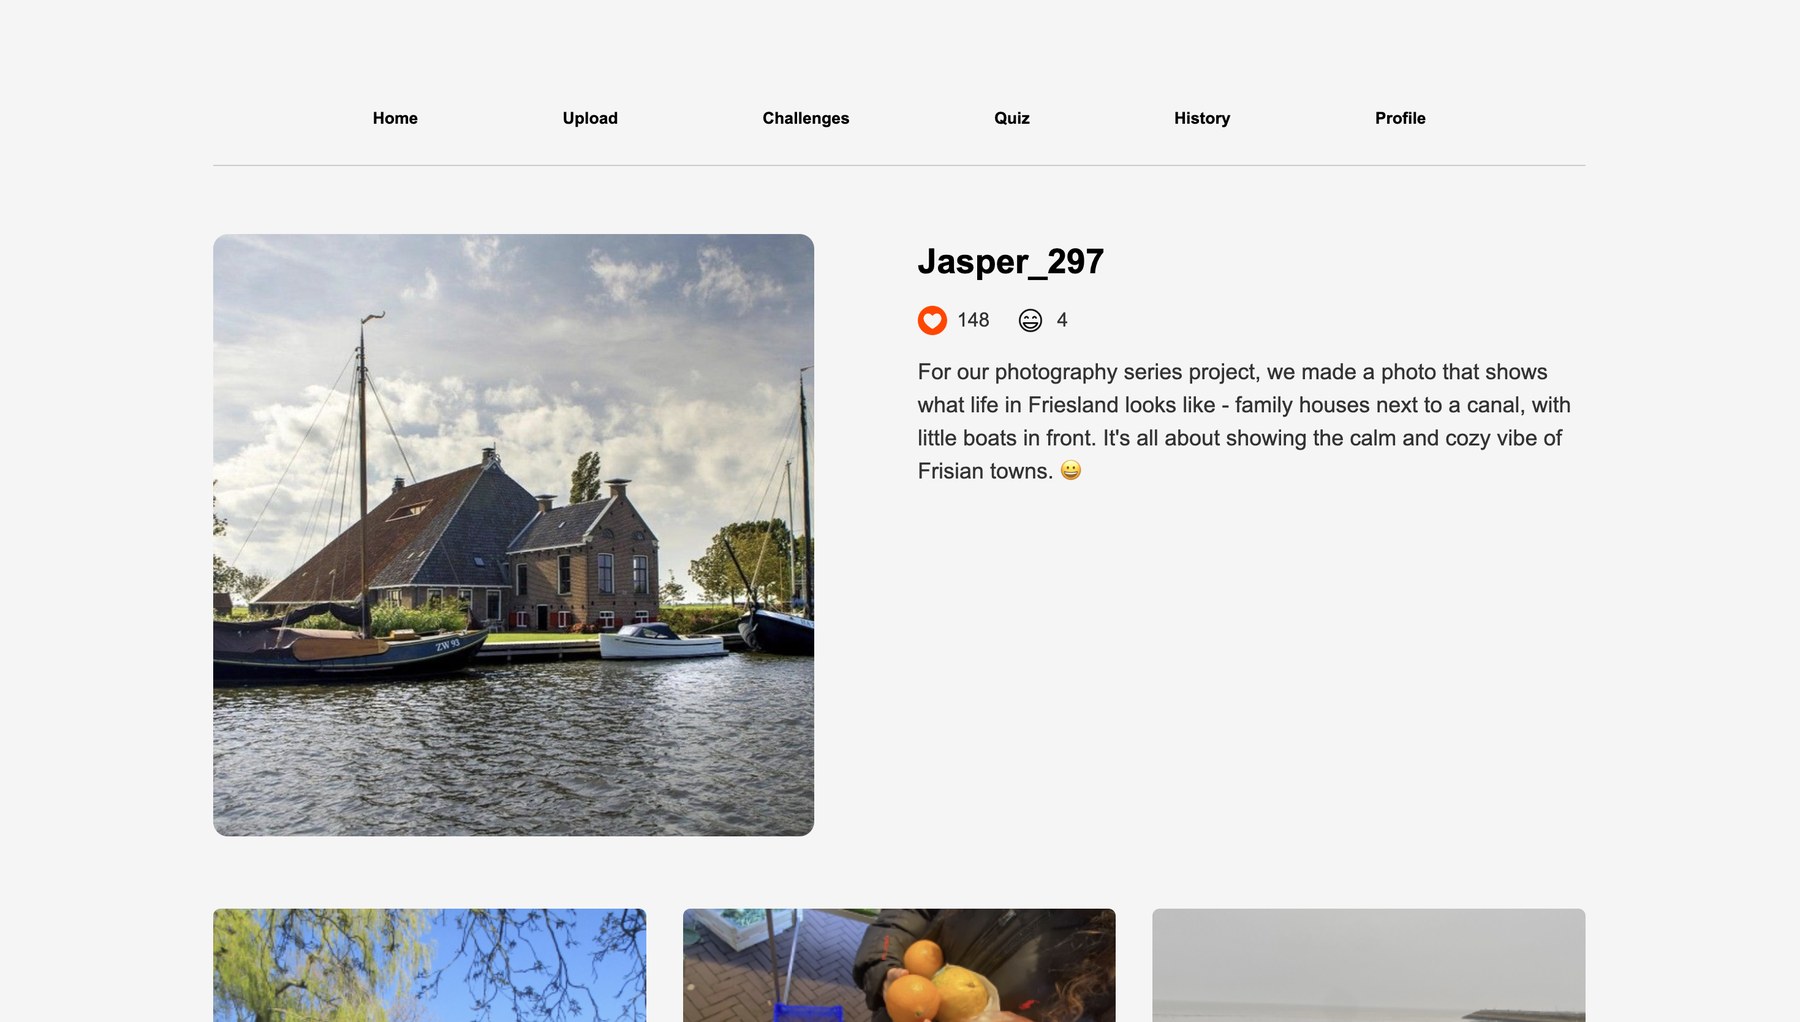 Home Upload Challenges Quiz History Profile
Jasper_297
148 4
For our photography series project, we made a photo that shows
what life in Friesland looks like - family houses next to a canal, with
little boats in front. It's all about showing the calm and cozy vibe of
Frisian towns. 😀
ZW 93